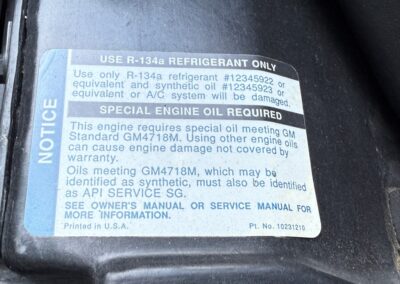 NOTICE
USE R-134a REFRIGERANT ONLY
Use only R-134a refrigerant #12345922 or
equivalent and synthetic oil #12345923 or
equivalent or A/C system will be damaged.
SPECIAL ENGINE OIL REQUIRED
This engine requires special oil meeting GM
Standard GM4718M. Using other engine oils
can cause engine damage not covered by
warranty.
Oils meeting GM4718M, which may be
identified as synthetic, must also be identified
as API SERVICE SG.
SEE OWNER'S MANUAL OR SERVICE MANUAL FOR
MORE INFORMATION.
Printed in U.S.A. Pt. No. 10231210